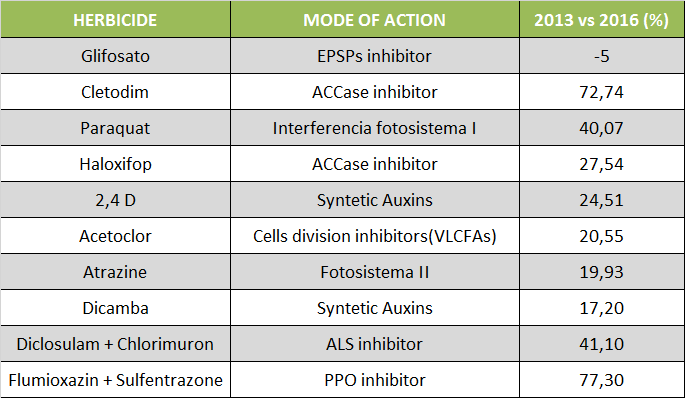 HERBICIDE MODE OF ACTION 2013 vs 2016 (%)
Glifosato EPSPs inhibitor -5
Cletodim ACCase inhibitor 72,74
Paraquat Interferencia fotosistema I 40,07
Haloxifop ACCase inhibitor 27,54
2,4 D Syntetic Auxins 24,51
Acetoclor Cells division inhibitors(VLCFAs) 20,55
Atrazine Fotosistema II 19,93
Dicamba Syntetic Auxins 17,20
Diclosulam + Chlorimuron ALS inhibitor 41,10
Flumioxazin + Sulfentrazone PPO inhibitor 77,30